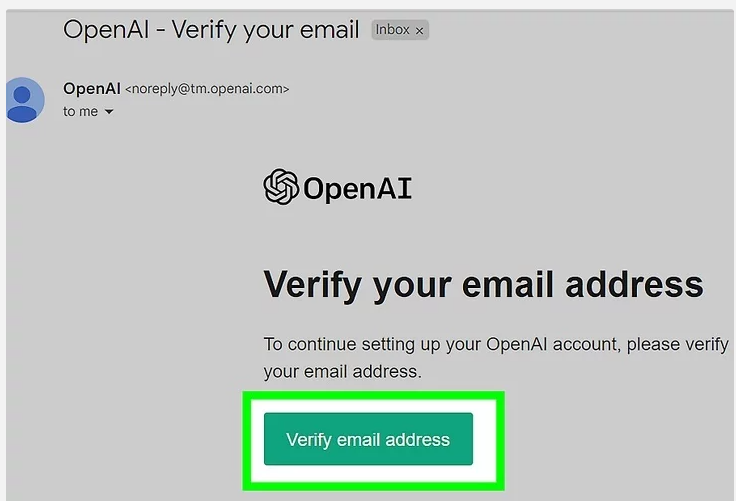 OpenAI - Verify your email Inbox ×
OpenAI <noreply@tm.openai.com>
to me
OpenAI
Verify your email address
To continue setting up your OpenAI account, please verify
your email address.
Verify email address